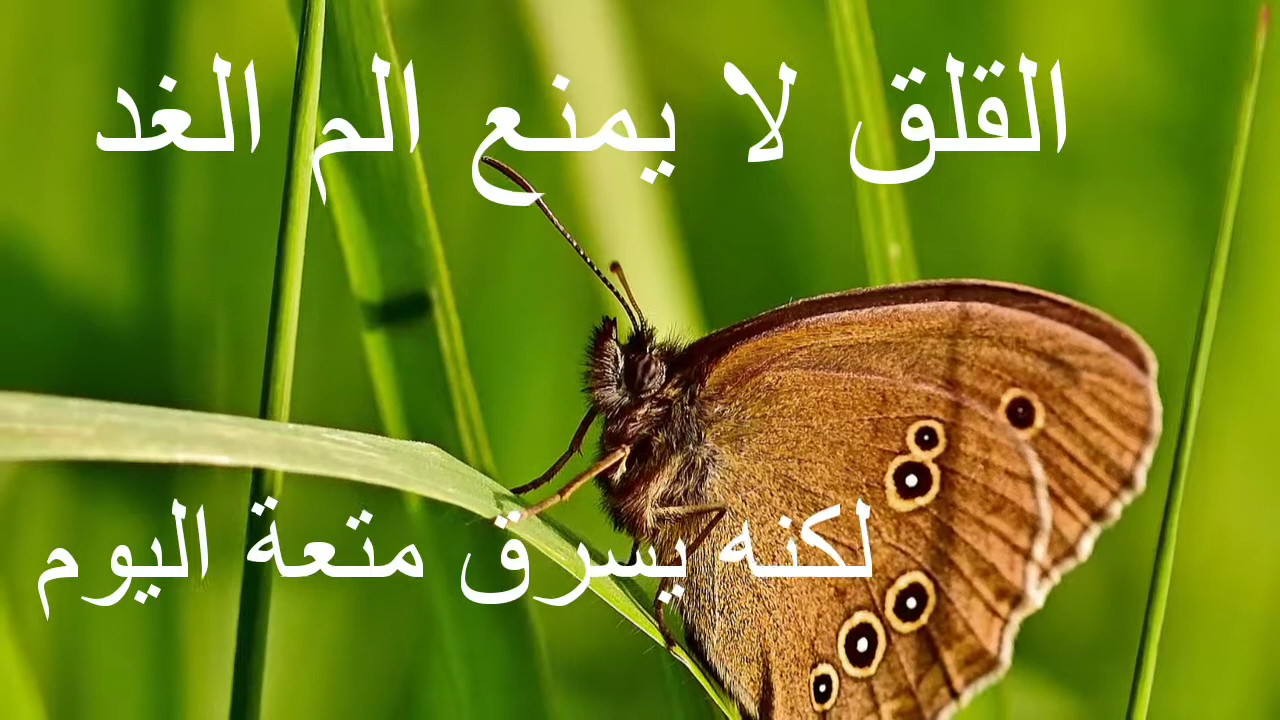 القلق لا يمنع الم الغد
لكنه يسرق متعة اليوم